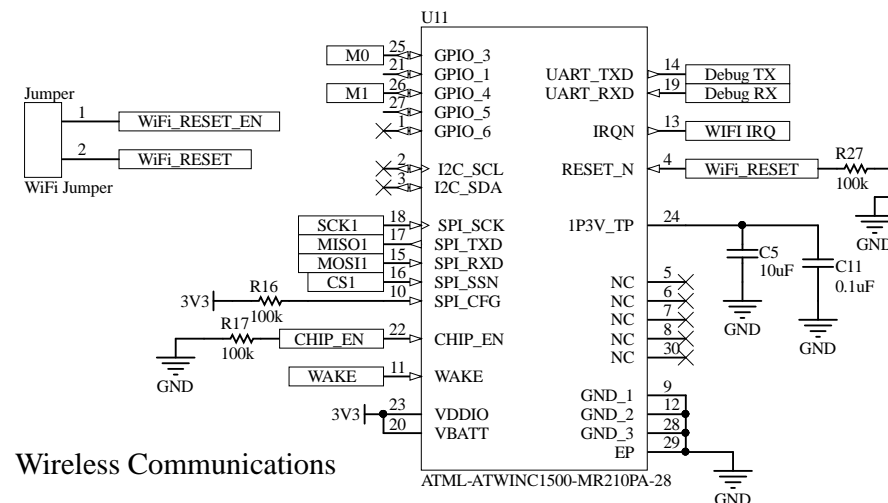 U11
M0 25 GPIO_3
21 GPIO_1
M1 26 GPIO_4
27 GPIO_5
1 GPIO_6
2 I2C_SCL
3 I2C_SDA
SCK1 18 SPI_SCK
MISO1 17 SPI_TXD
MOSI1 15 SPI_RXD
CS1 16 SPI_SSN
3V3 R16 100k 10 SPI_CFG
GND R17 100k CHIP_EN 22 CHIP_EN
WAKE 11 WAKE
3V3 23 VDDIO
20 VBATT
UART_TXD 14 Debug TX
UART_RXD 19 Debug RX
IRQN 13 WIFI IRQ
RESET_N 4 WiFi_RESET R27 100k
GND
1P3V_TP 24
C5
10uF
GND
C11
0.1uF
GND
NC 5
NC 6
NC 7
NC 8
NC 30
GND_1 9
GND_2 12
GND_3 28
EP 29
GND
ATML-ATWINC1500-MR210PA-28
Jumper
1 WiFi_RESET_EN
2 WiFi_RESET
WiFi Jumper
Wireless Communications